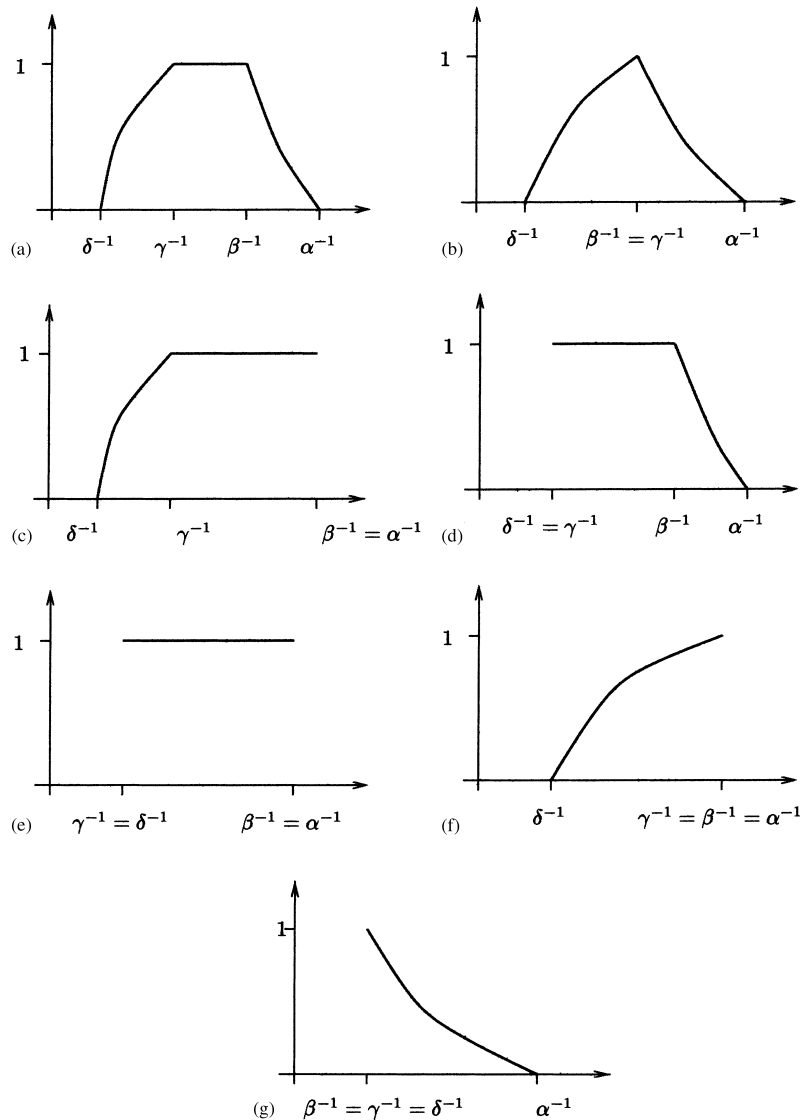 1
1
(a) δ⁻¹ γ⁻¹ β⁻¹ α⁻¹
(b) δ⁻¹ β⁻¹ = γ⁻¹ α⁻¹
1
1
(c) δ⁻¹ γ⁻¹ β⁻¹ = α⁻¹
(d) δ⁻¹ = γ⁻¹ β⁻¹ α⁻¹
1
1
(e) γ⁻¹ = δ⁻¹ β⁻¹ = α⁻¹
(f) δ⁻¹ γ⁻¹ = β⁻¹ = α⁻¹
1
(g) β⁻¹ = γ⁻¹ = δ⁻¹ α⁻¹